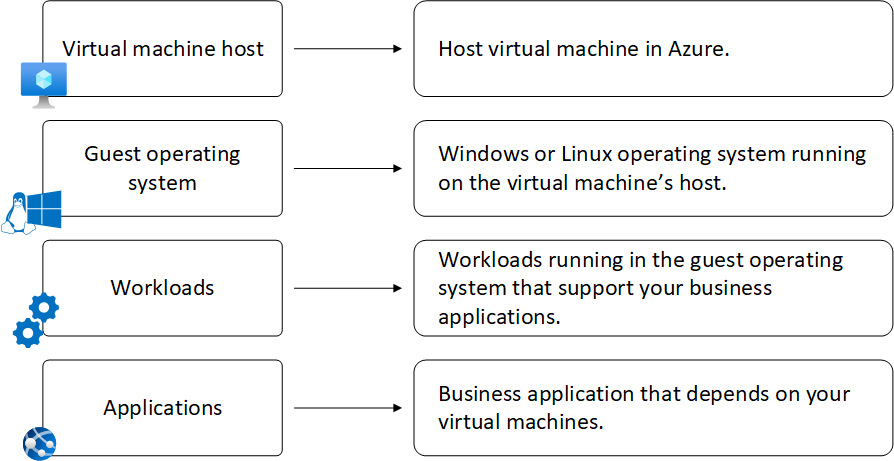 Virtual machine host
Host virtual machine in Azure.
Guest operating
system
Windows or Linux operating system running
on the virtual machine’s host.
Workloads
Workloads running in the guest operating
system that support your business
applications.
Applications
Business application that depends on your
virtual machines.